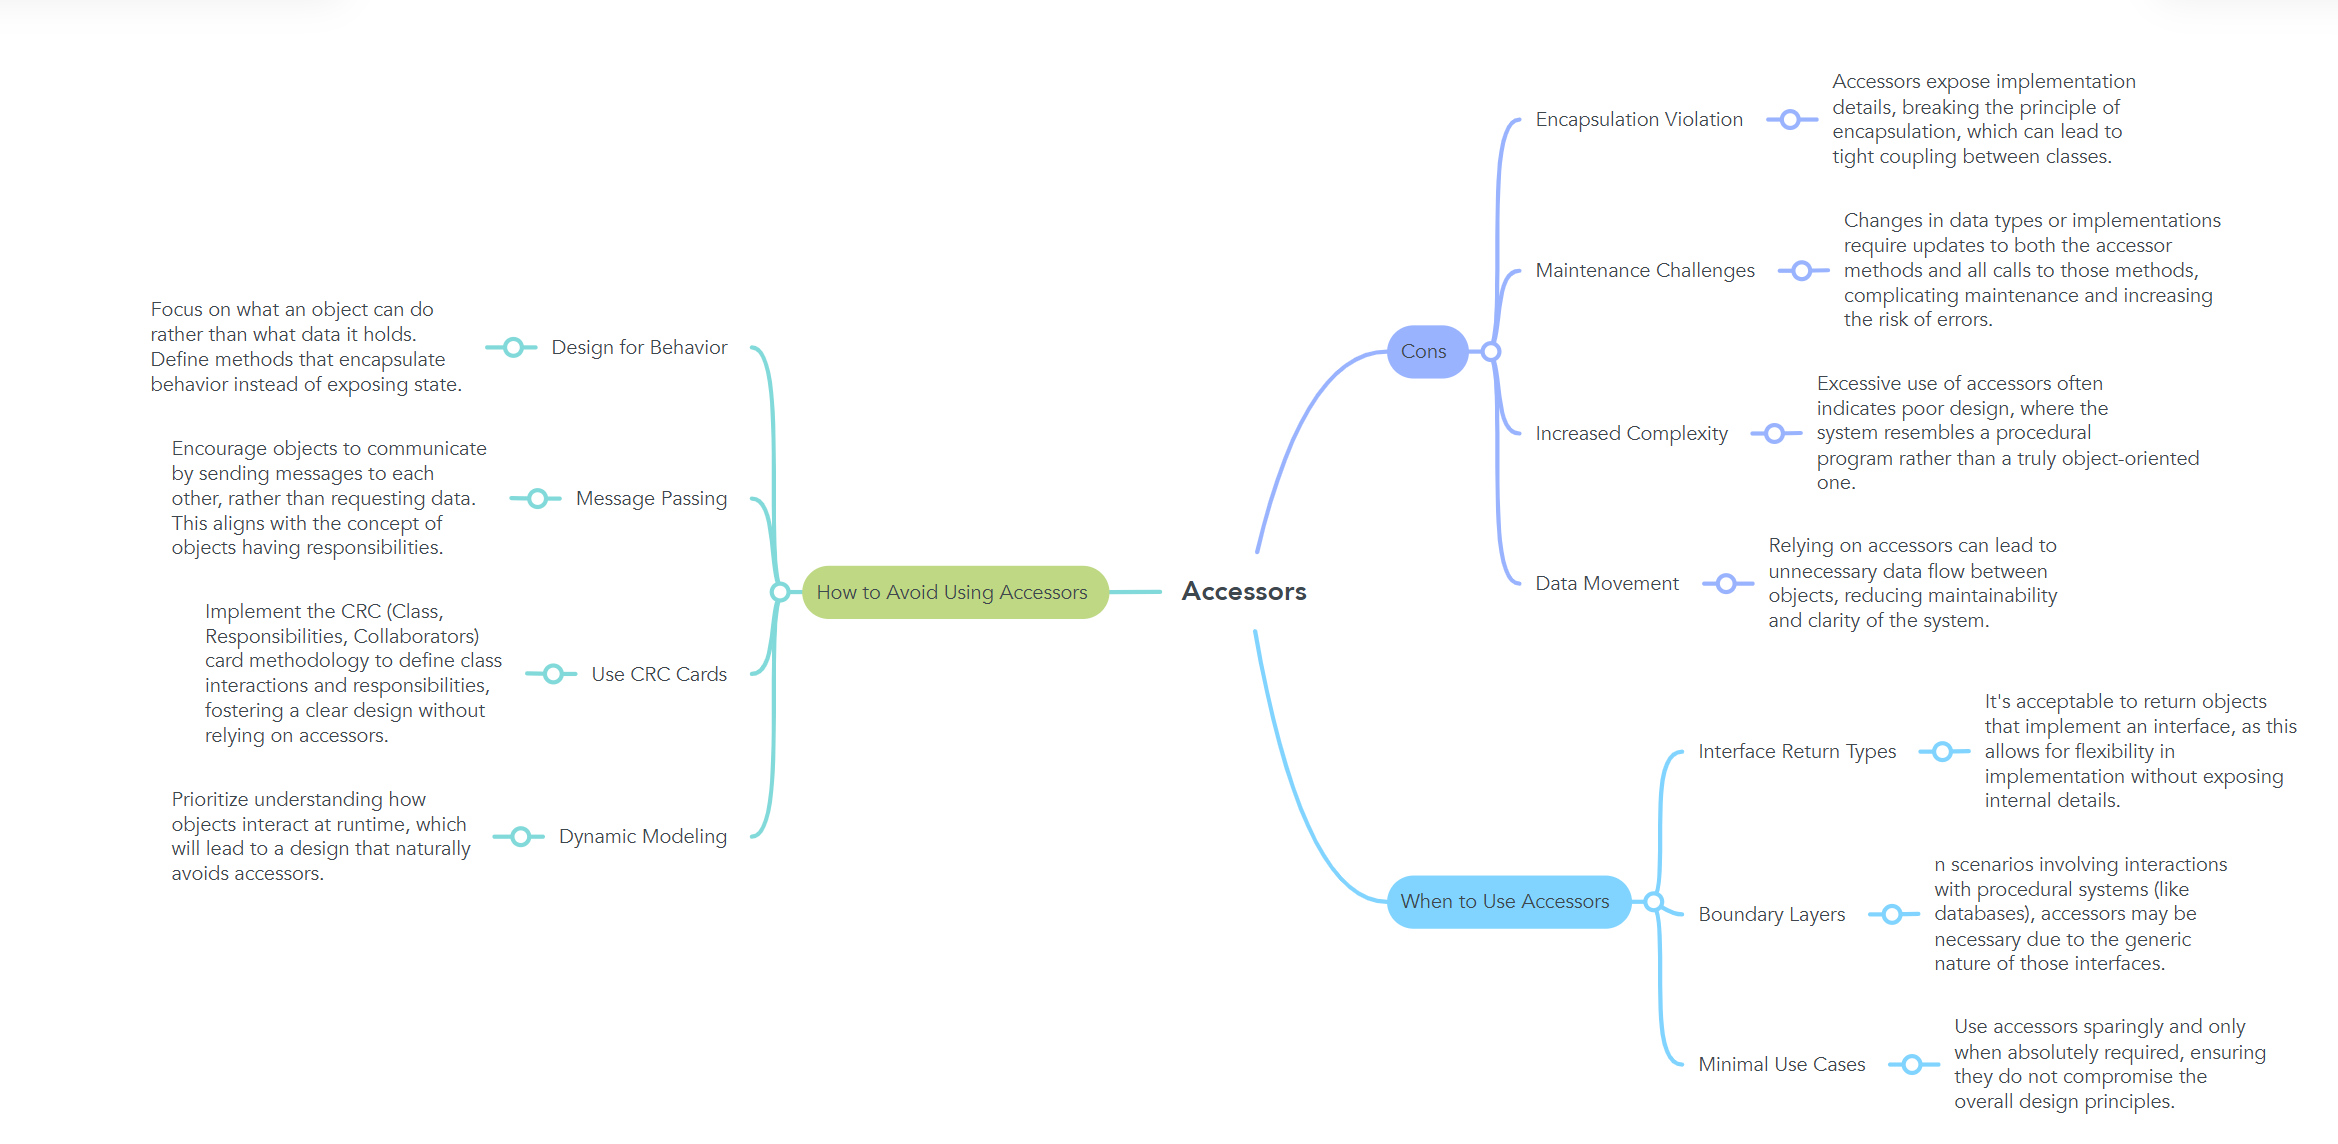 Accessors
Cons
Encapsulation Violation
Accessors expose implementation
details, breaking the principle of
encapsulation, which can lead to
tight coupling between classes.
Maintenance Challenges
Changes in data types or implementations
require updates to both the accessor
methods and all calls to those methods,
complicating maintenance and increasing
the risk of errors.
Increased Complexity
Excessive use of accessors often
indicates poor design, where the
system resembles a procedural
program rather than a truly object-oriented
one.
Data Movement
Relying on accessors can lead to
unnecessary data flow between
objects, reducing maintainability
and clarity of the system.
When to Use Accessors
Interface Return Types
It's acceptable to return objects
that implement an interface, as this
allows for flexibility in
implementation without exposing
internal details.
Boundary Layers
n scenarios involving interactions
with procedural systems (like
databases), accessors may be
necessary due to the generic
nature of those interfaces.
Minimal Use Cases
Use accessors sparingly and only
when absolutely required, ensuring
they do not compromise the
overall design principles.
How to Avoid Using Accessors
Design for Behavior
Focus on what an object can do
rather than what data it holds.
Define methods that encapsulate
behavior instead of exposing state.
Message Passing
Encourage objects to communicate
by sending messages to each
other, rather than requesting data.
This aligns with the concept of
objects having responsibilities.
Use CRC Cards
Implement the CRC (Class,
Responsibilities, Collaborators)
card methodology to define class
interactions and responsibilities,
fostering a clear design without
relying on accessors.
Dynamic Modeling
Prioritize understanding how
objects interact at runtime, which
will lead to a design that naturally
avoids accessors.